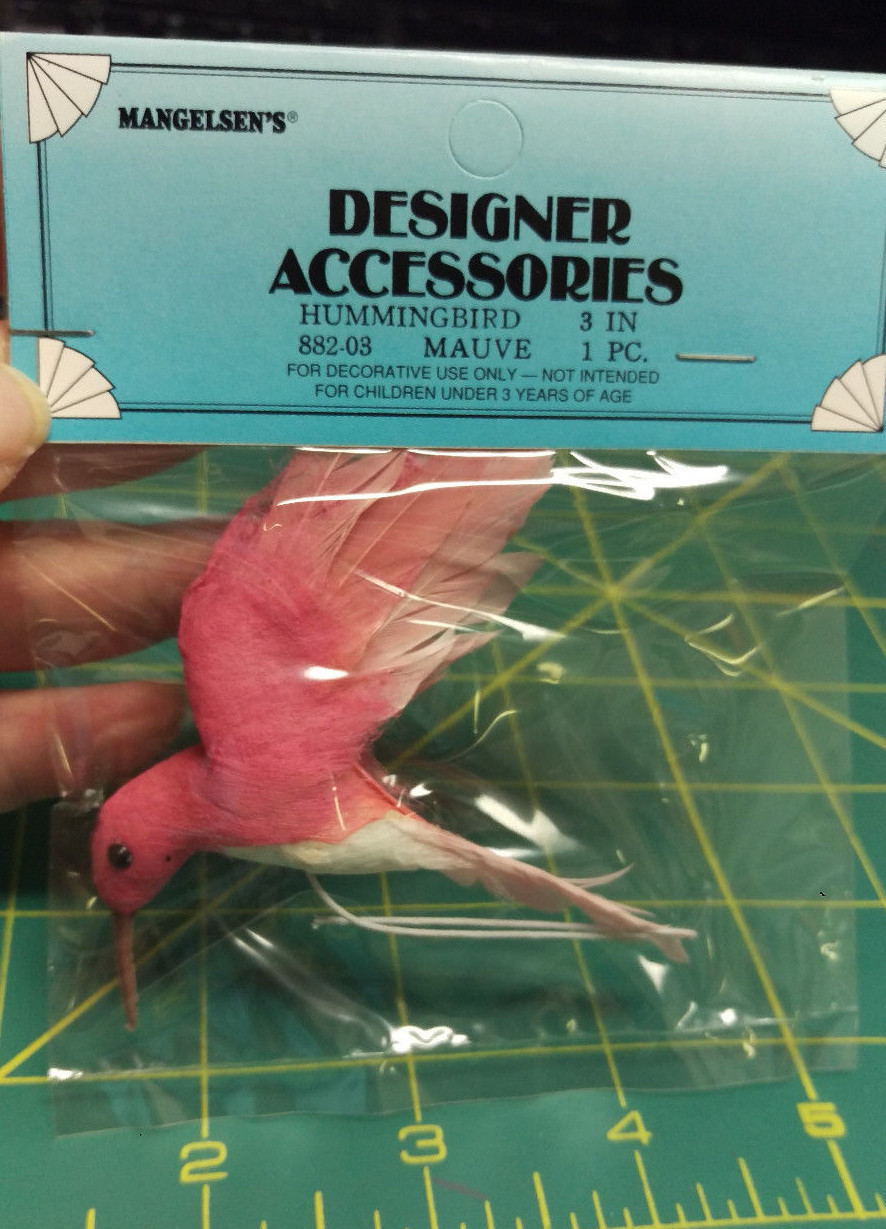 MANGELSEN'S®
DESIGNER
ACCESSORIES
HUMMINGBIRD 3 IN
882-03 MAUVE 1 PC.
FOR DECORATIVE USE ONLY — NOT INTENDED
FOR CHILDREN UNDER 3 YEARS OF AGE
2 3 4 5